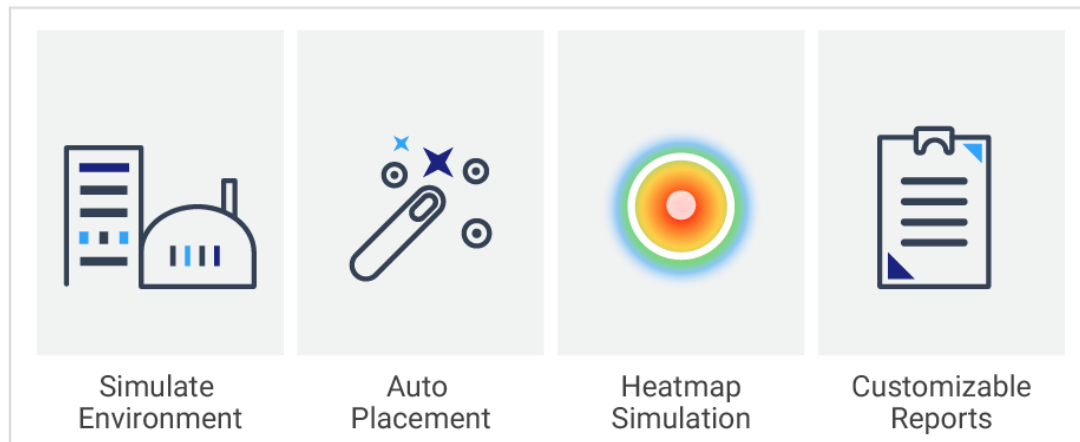 Simulate
Environment
Auto
Placement
Heatmap
Simulation
Customizable
Reports